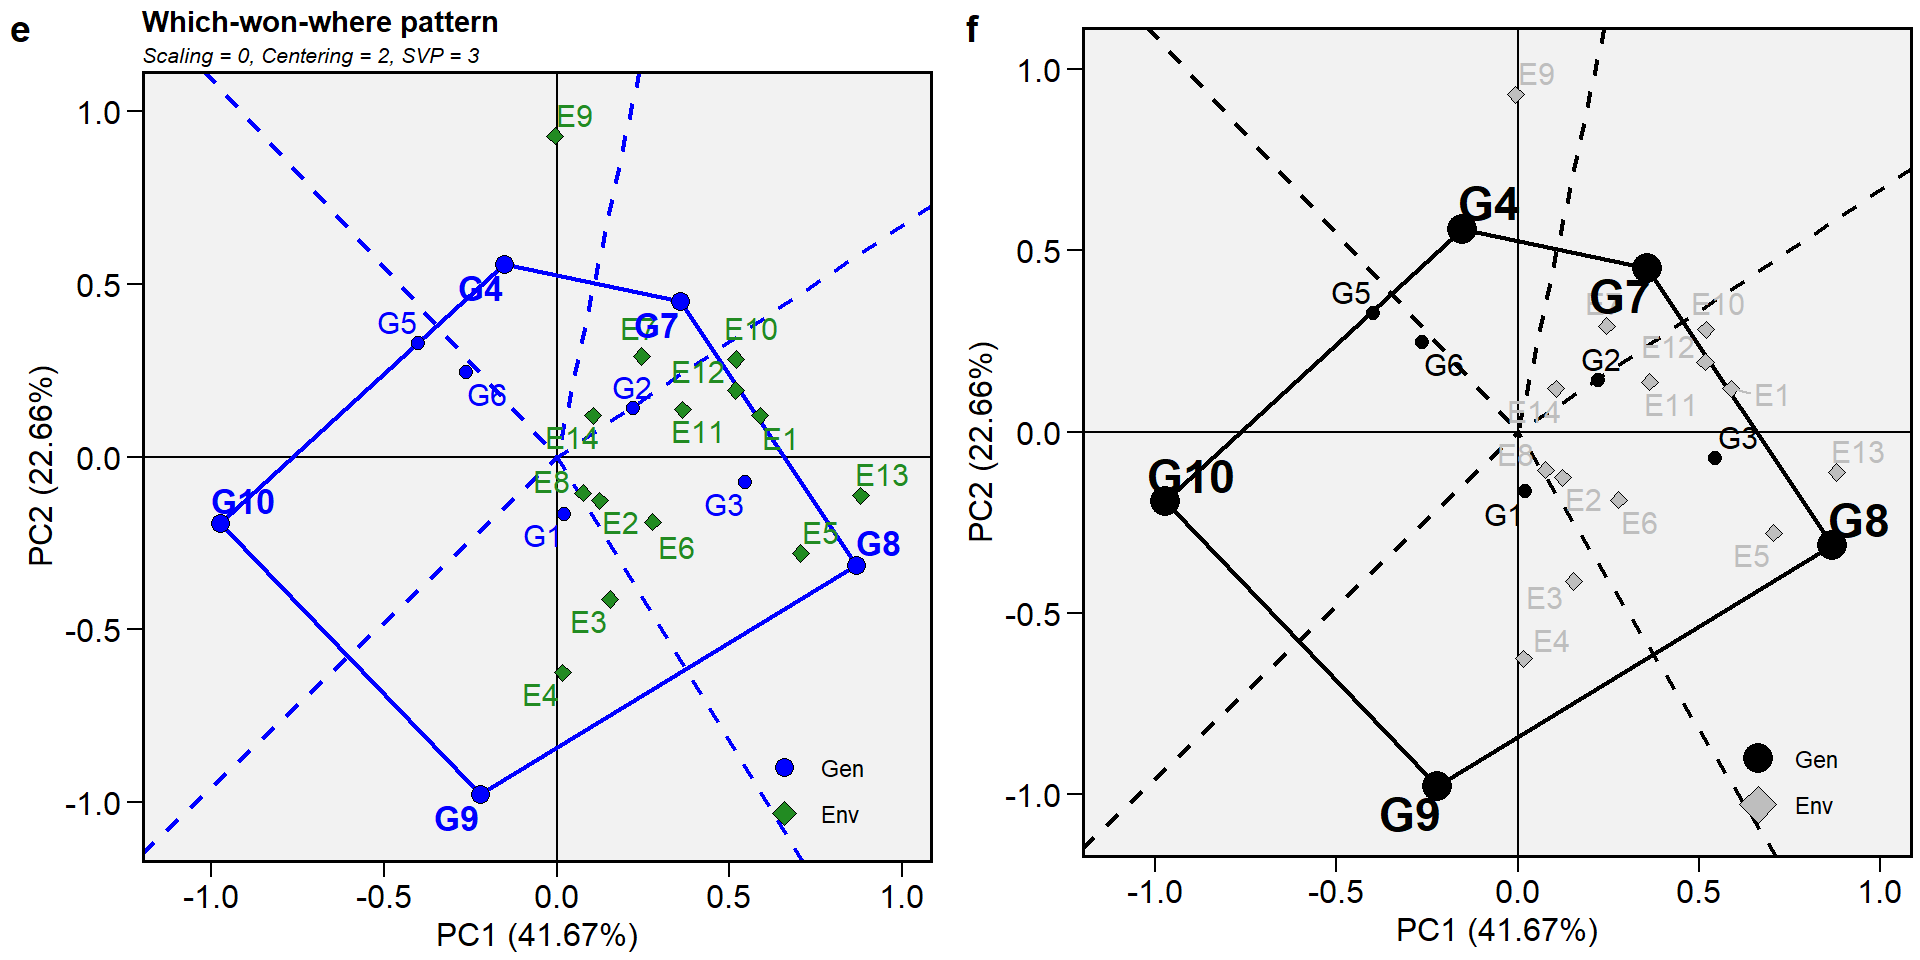 e
Which-won-where pattern
Scaling = 0, Centering = 2, SVP = 3
PC2 (22.66%)
1.0
0.5
0.0
-0.5
-1.0
E9
G4
G5
G6
E7
G7
E10
E12
G2
E14
E11
E1
E8
E13
G10
G3
G1
E2
E6
E5
G8
E3
E4
G9
Gen
Env
-1.0
-0.5
0.0
0.5
1.0
PC1 (41.67%)
f
PC2 (22.66%)
1.0
0.5
0.0
-0.5
-1.0
E9
G4
G5
G7
E10
G6
G2
E12
E14
E11
E1
G3
E8
E13
G10
G1
E2
E6
G8
E5
E3
E4
G9
Gen
Env
-1.0
-0.5
0.0
0.5
1.0
PC1 (41.67%)